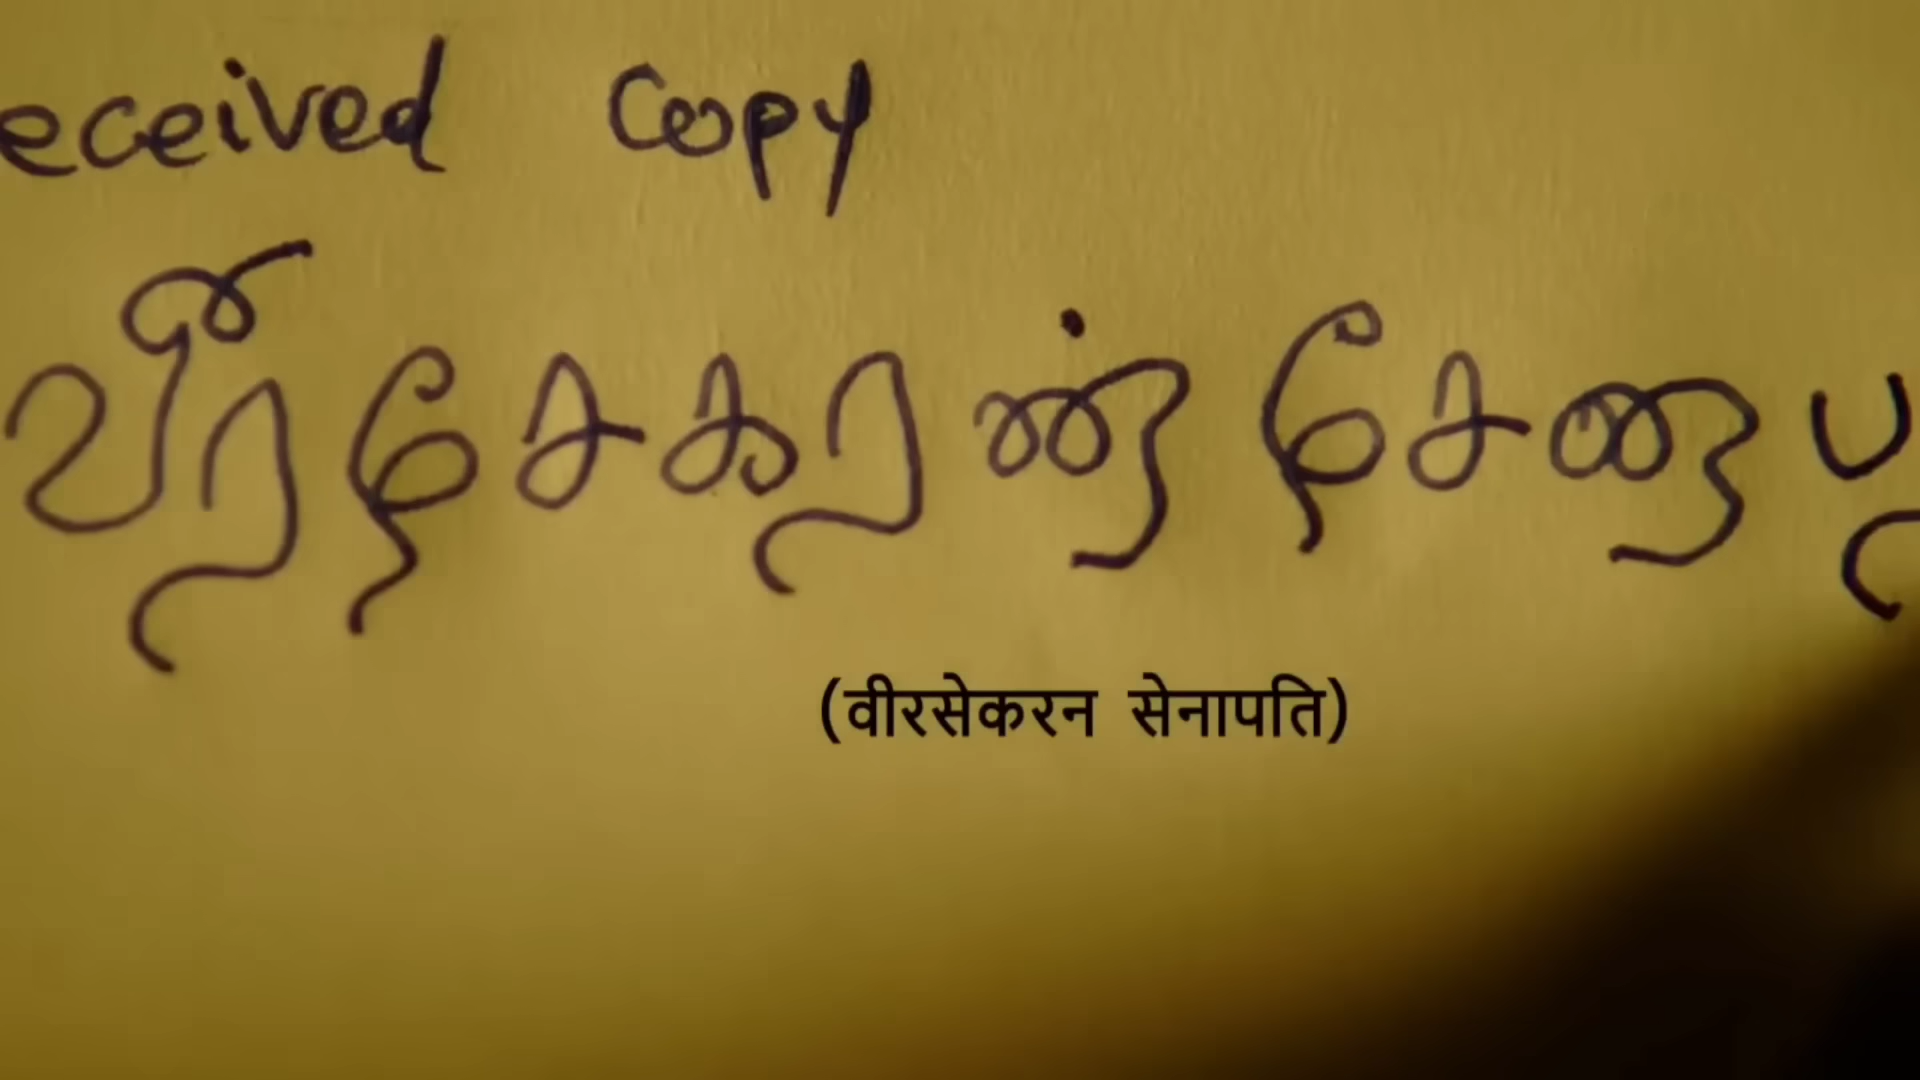 eceived Copy
வீரசேகரன் சேனாப
(वीरसेकरन सेनापति)